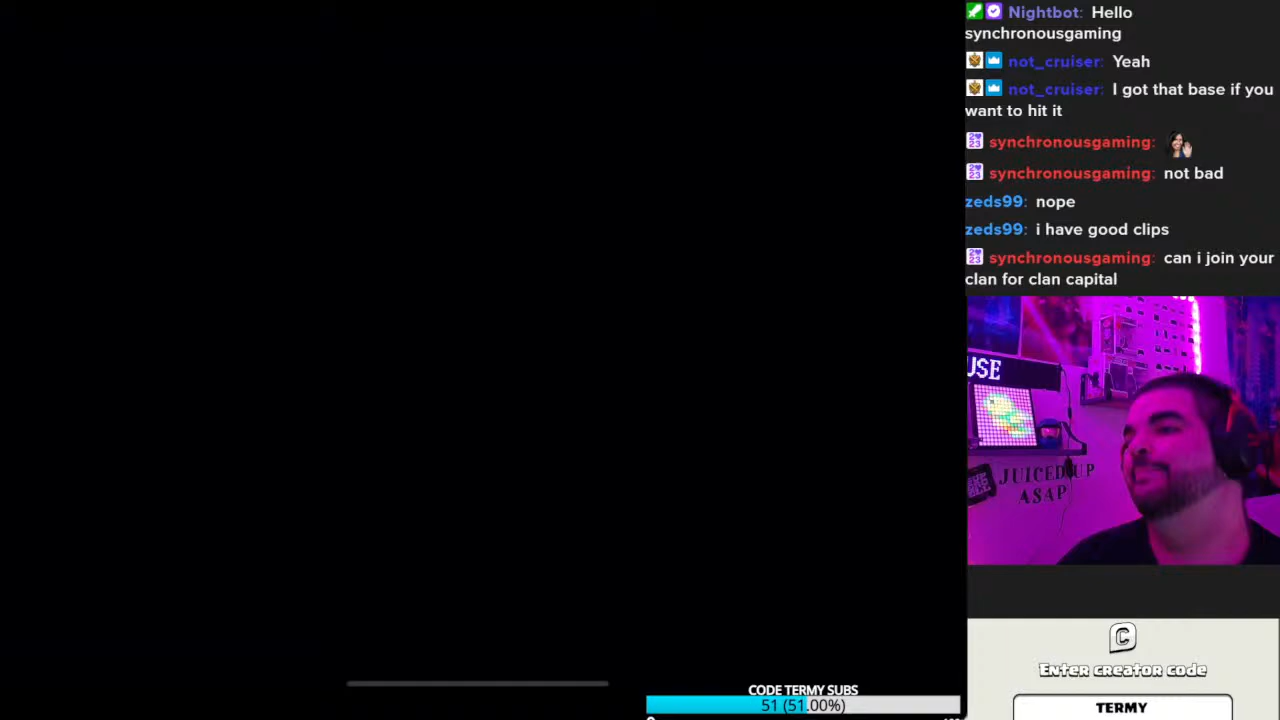 Nightbot: Hello
synchronousgaming
not_cruiser: Yeah
not_cruiser: I got that base if you
want to hit it
synchronousgaming:
synchronousgaming: not bad
zeds99: nope
zeds99: i have good clips
synchronousgaming: can i join your
clan for clan capital
USE
JUICED UP
ASAP
C
Enter creator code
TERMY
CODE TERMY SUBS
51 (51.00%)